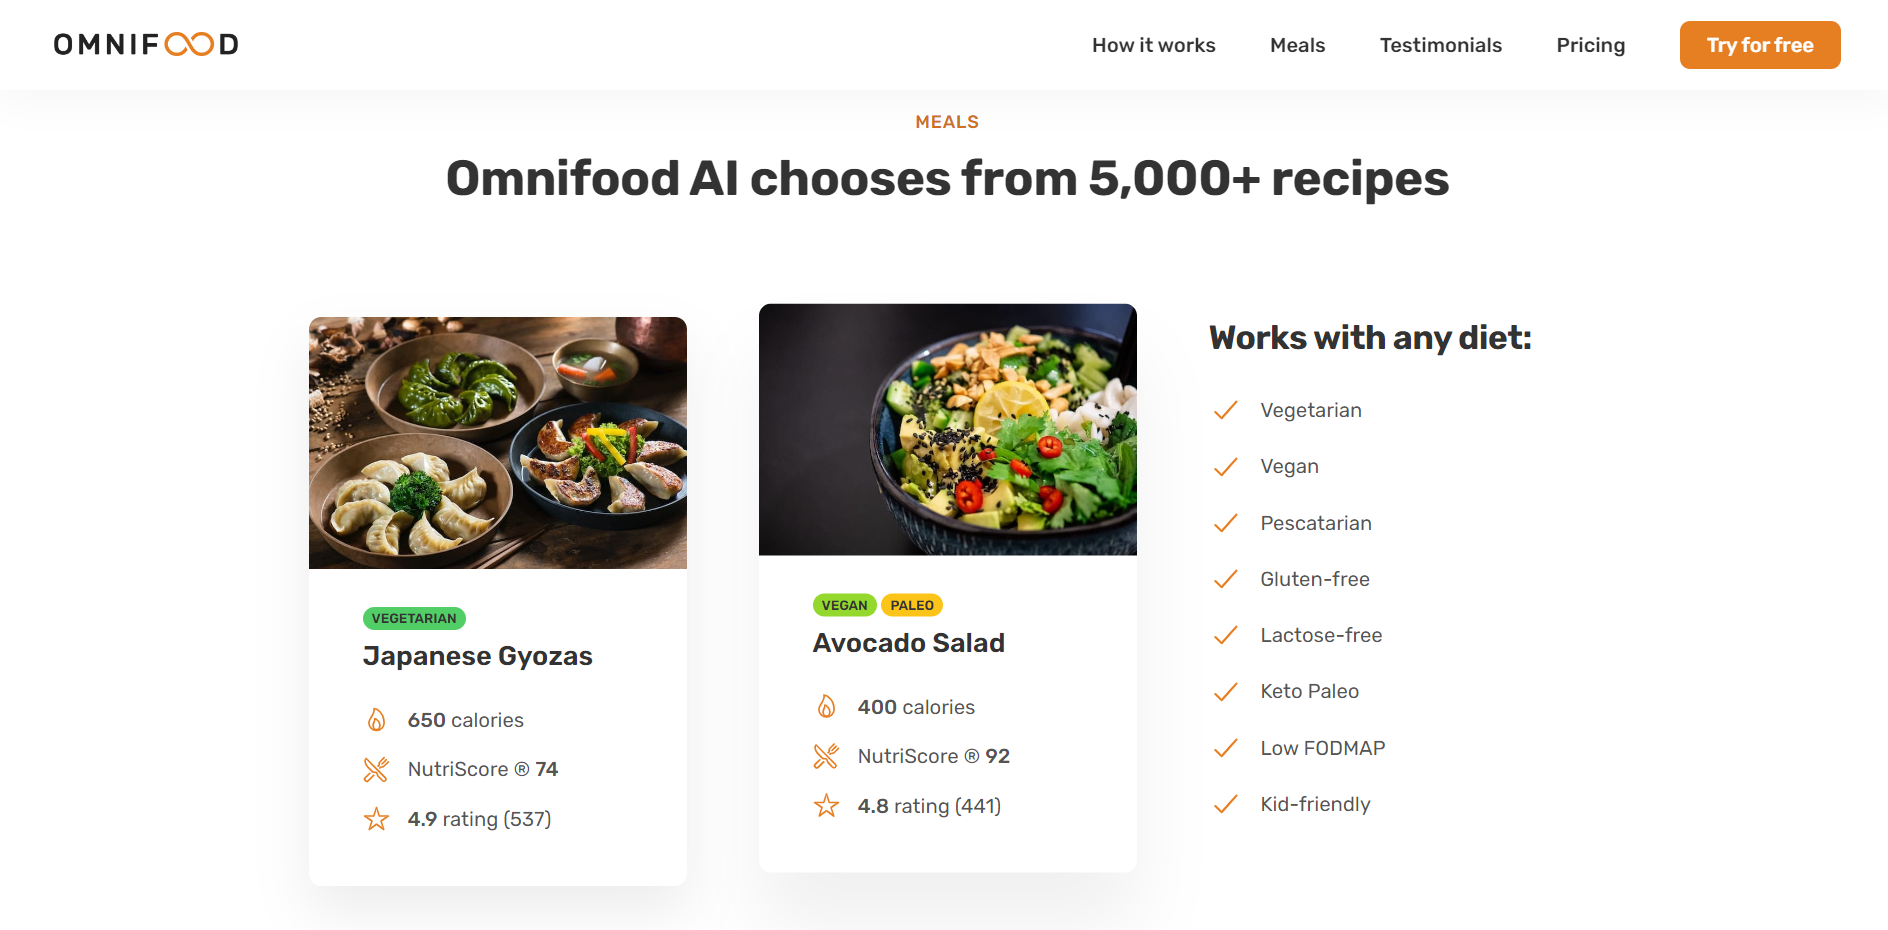 OMNIFOOD
How it works
Meals
Testimonials
Pricing
Try for free
MEALS
Omnifood AI chooses from 5,000+ recipes
VEGETARIAN
Japanese Gyozas
650 calories
NutriScore ® 74
4.9 rating (537)
VEGAN
PALEO
Avocado Salad
400 calories
NutriScore ® 92
4.8 rating (441)
Works with any diet:
Vegetarian
Vegan
Pescatarian
Gluten-free
Lactose-free
Keto Paleo
Low FODMAP
Kid-friendly